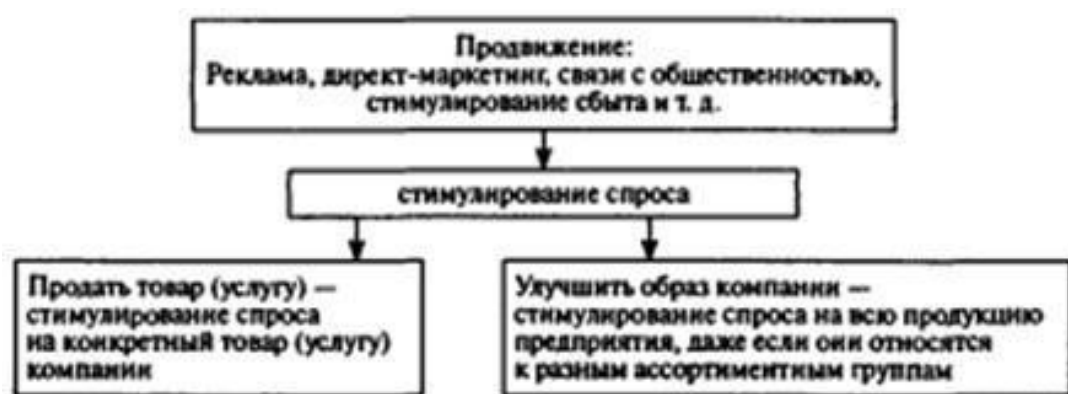 Продвижение:
Реклама, директ-маркетинг, связи с общественностью,
стимулирование сбыта и т. д.
стимулирование спроса
Продать товар (услугу) —
стимулирование спроса
на конкретный товар (услугу)
компании
Улучшить образ компании —
стимулирование спроса на всю продукцию
предприятия, даже если они относятся
к разным ассортиментным группам